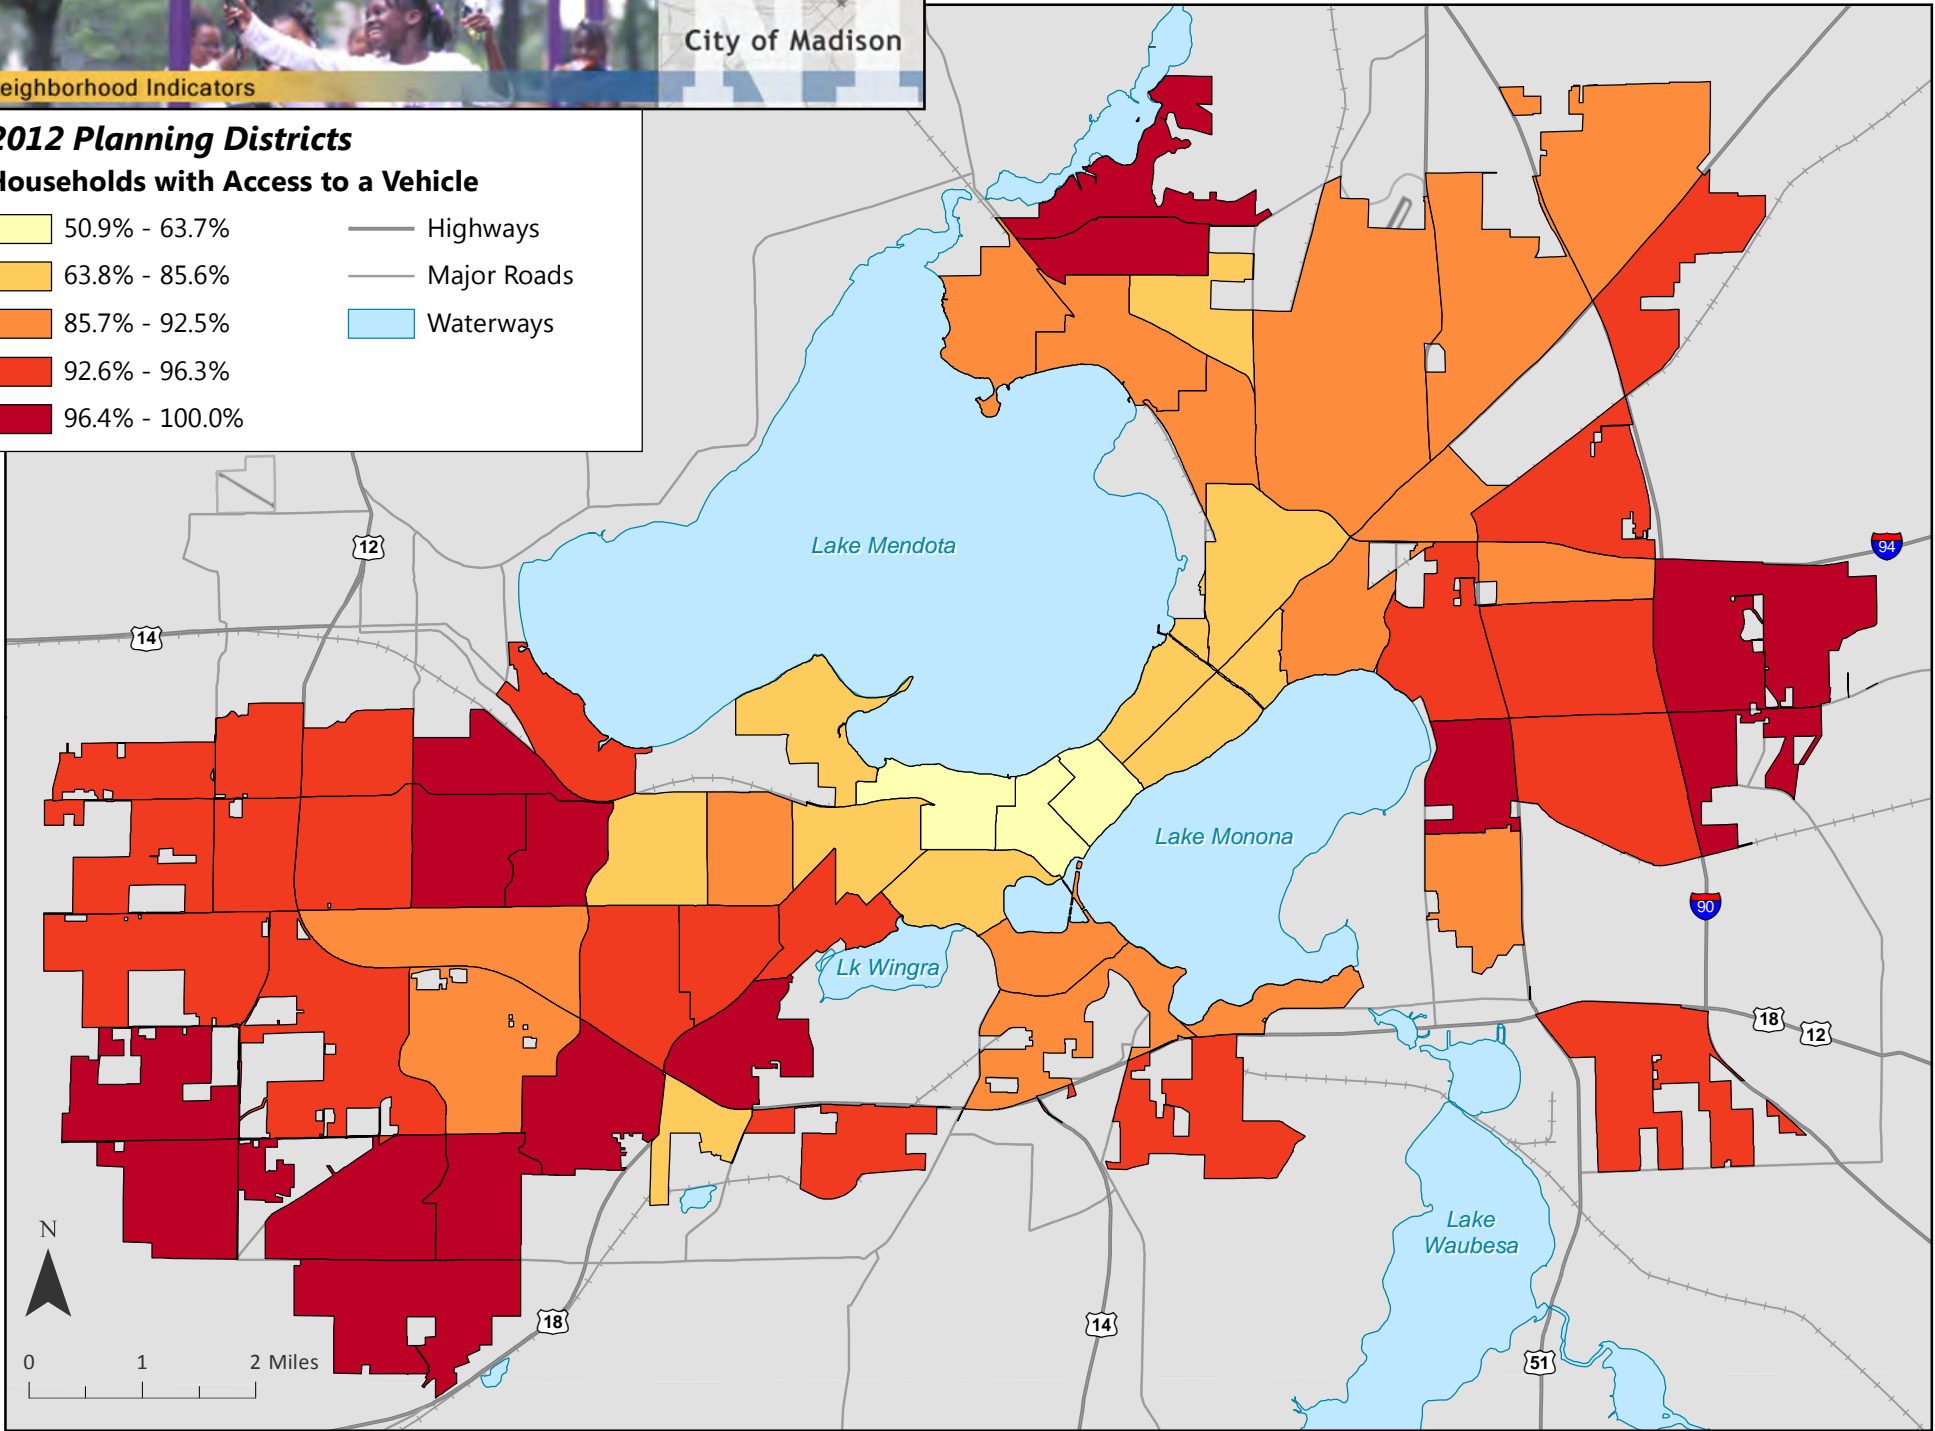 City of Madison
eighborhood Indicators
2012 Planning Districts
Households with Access to a Vehicle
50.9% - 63.7%
Highways
63.8% - 85.6%
Major Roads
85.7% - 92.5%
Waterways
92.6% - 96.3%
96.4% - 100.0%
12
Lake Mendota
94
14
Lake Monona
90
Lk Wingra
18
12
Lake
Waubesa
N
18
14
51
0 1 2 Miles